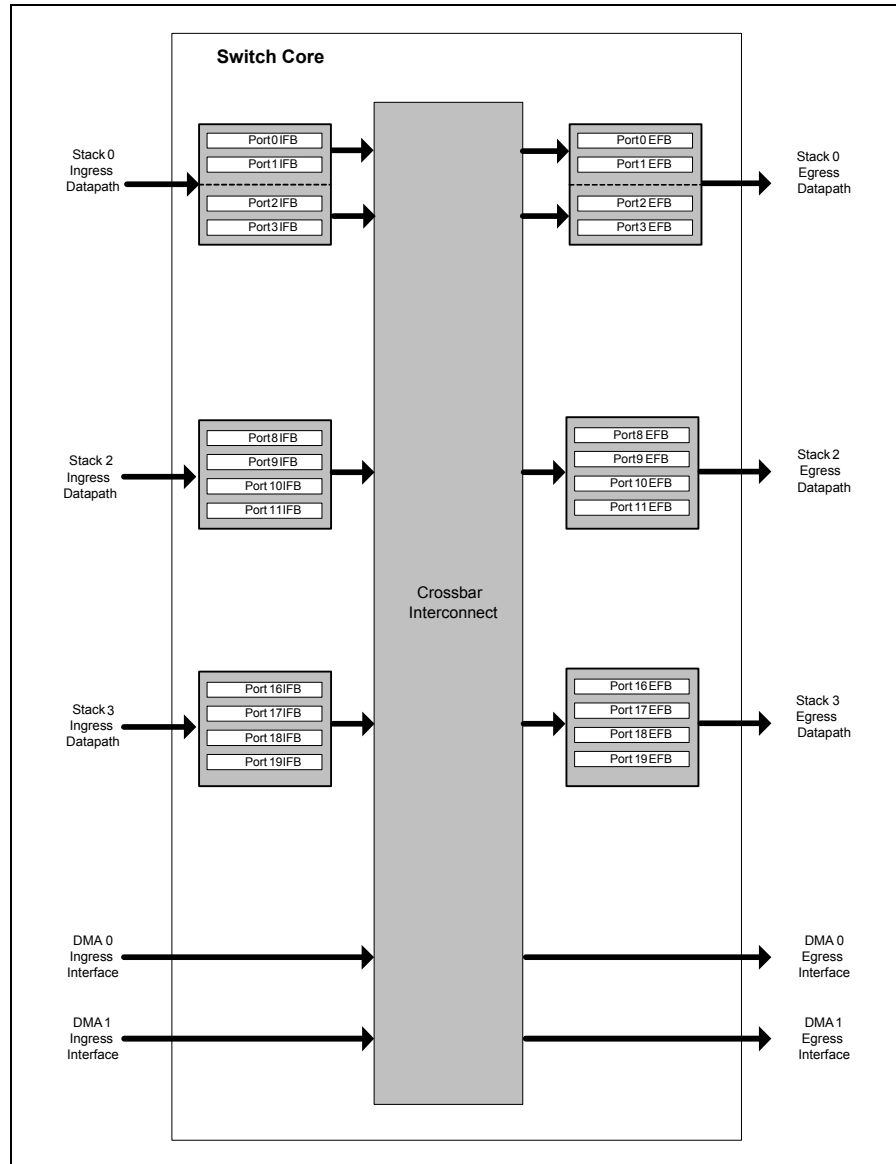 Switch Core
Stack 0
Ingress
Datapath
Port0 IFB
Port1 IFB
Port2 IFB
Port3 IFB
Port0 EFB
Port1 EFB
Port2 EFB
Port3 EFB
Stack 0
Egress
Datapath
Stack 2
Ingress
Datapath
Port8 IFB
Port9 IFB
Port 10 IFB
Port 11 IFB
Port8 EFB
Port9 EFB
Port 10 EFB
Port 11 EFB
Stack 2
Egress
Datapath
Crossbar
Interconnect
Stack 3
Ingress
Datapath
Port 16 IFB
Port 17 IFB
Port 18 IFB
Port 19 IFB
Port 16 EFB
Port 17 EFB
Port 18 EFB
Port 19 EFB
Stack 3
Egress
Datapath
DMA 0
Ingress
Interface
DMA 0
Egress
Interface
DMA 1
Ingress
Interface
DMA 1
Egress
Interface